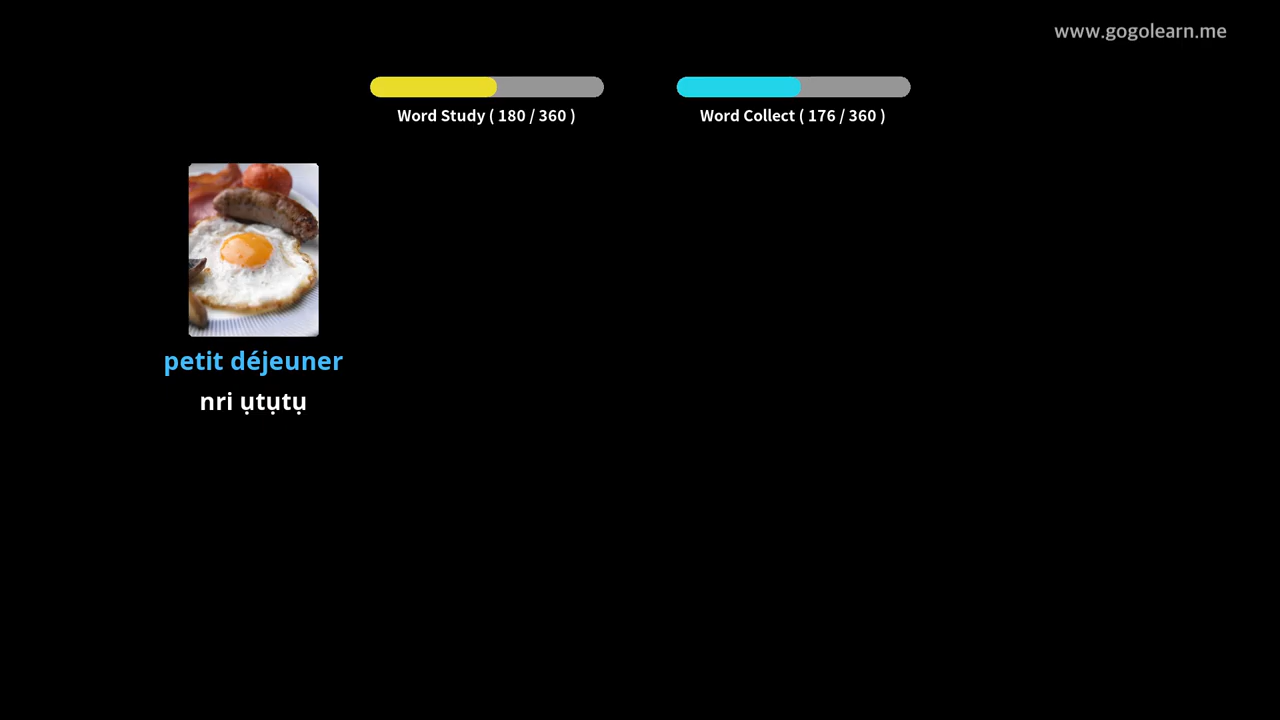 www.gogolearn.me
Word Study ( 180 / 360 )
Word Collect ( 176 / 360 )
petit déjeuner
nri ụtụtụ